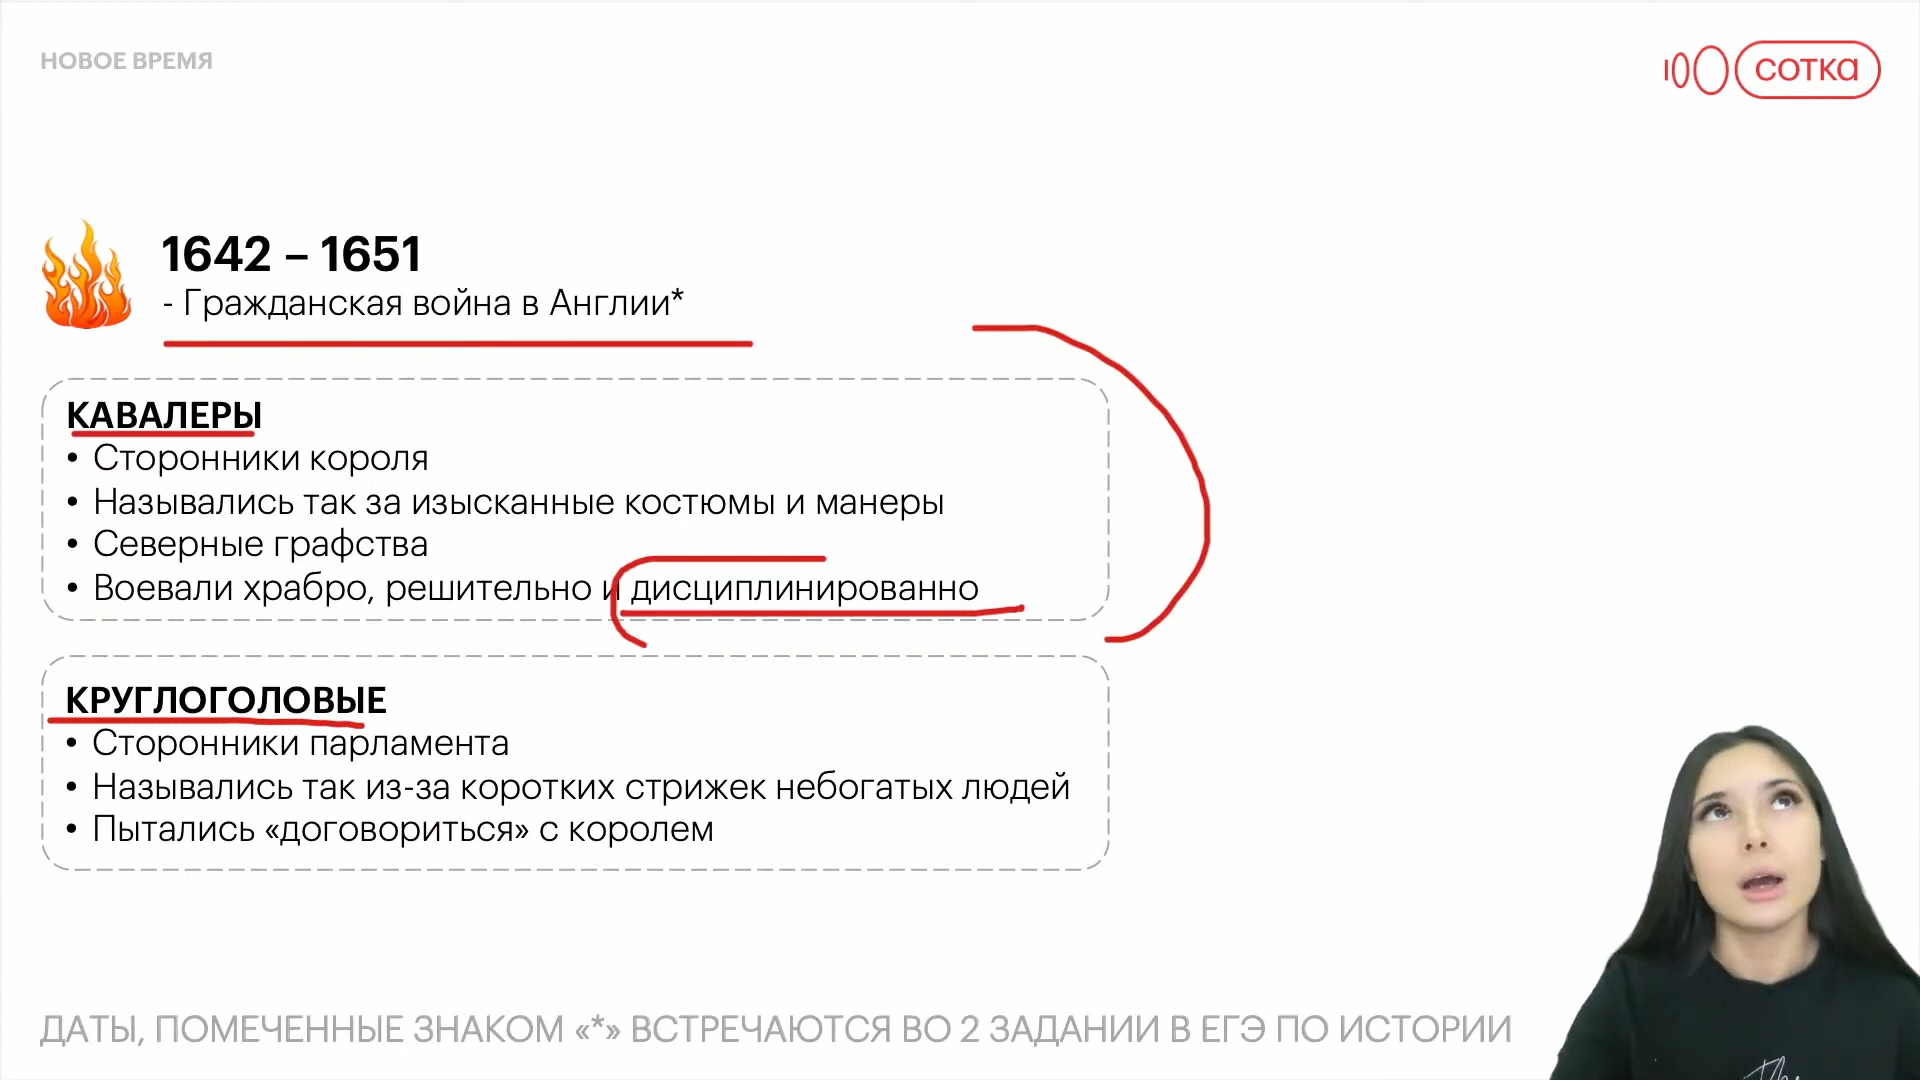 НОВОЕ ВРЕМЯ
100 сотка
1642 – 1651
- Гражданская война в Англии*
КАВАЛЕРЫ
• Сторонники короля
• Назывались так за изысканные костюмы и манеры
• Северные графства
• Воевали храбро, решительно и дисциплинированно
КРУГЛОГОЛОВЫЕ
• Сторонники парламента
• Назывались так из-за коротких стрижек небогатых людей
• Пытались «договориться» с королем
ДАТЫ, ПОМЕЧЕННЫЕ ЗНАКОМ «*» ВСТРЕЧАЮТСЯ ВО 2 ЗАДАНИИ В ЕГЭ ПО ИСТОРИИ